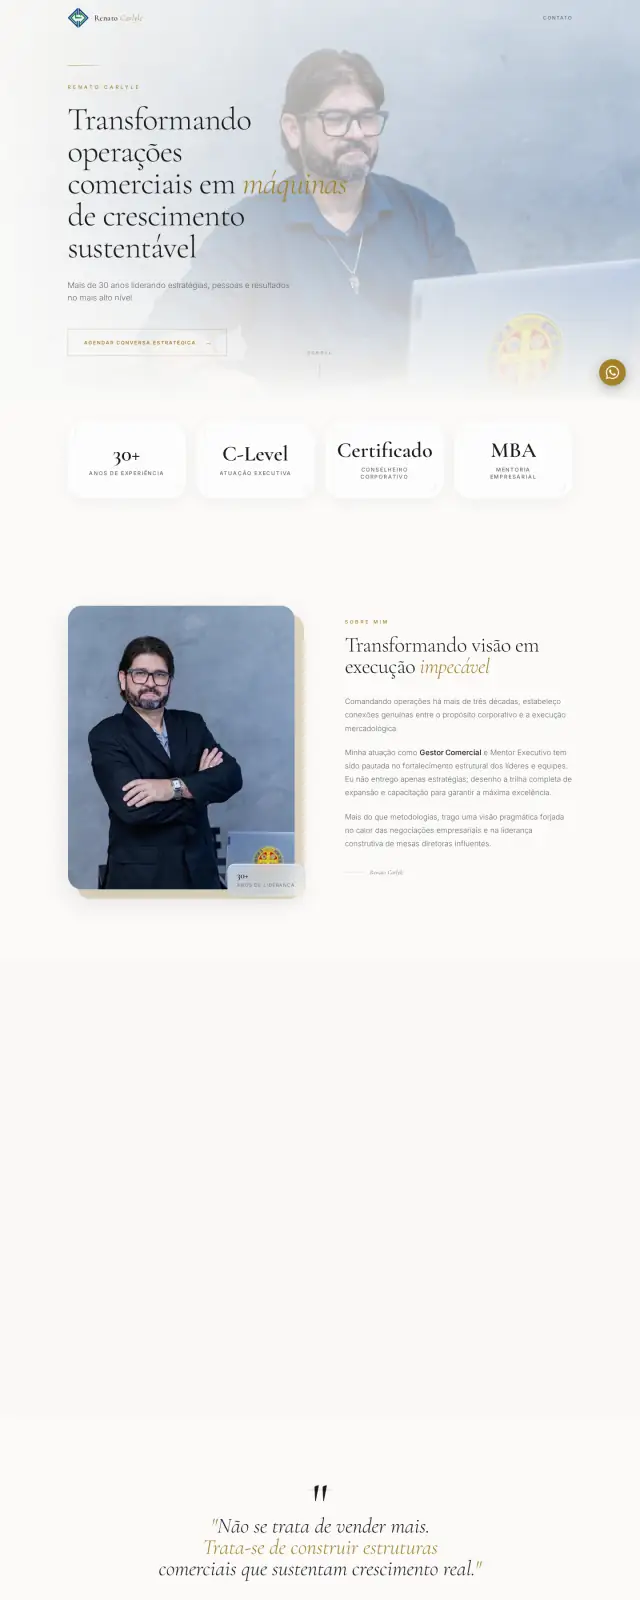 Renato Carlyle
CONTATO
RENATO CARLYLE
Transformando
operações
comerciais em máquinas
de crescimento
sustentável
Mais de 30 anos liderando estratégias, pessoas e resultados
no mais alto nível
AGENDAR CONVERSA ESTRATÉGICA →
30+
ANOS DE EXPERIÊNCIA
C-Level
ATUAÇÃO EXECUTIVA
Certificado
CONSELHEIRO
CORPORATIVO
MBA
MENTORIA
EMPRESARIAL
SOBRE MIM
Transformando visão em
execução impecável
Comandando operações há mais de três décadas, estabeleço
conexões genuínas entre o propósito corporativo e a execução
mercadológica.
Minha atuação como Gestor Comercial e Mentor Executivo tem
sido pautada no fortalecimento estrutural dos líderes e equipes.
Eu não entrego apenas estratégias; desenho a trilha completa de
expansão e capacitação para garantir a máxima excelência.
Mais do que metodologias, trago uma visão pragmática forjada
no calor das negociações empresariais e na liderança
construtiva de mesas diretoras influentes.
Renato Carlyle
30+
ANOS DE LIDERANÇA
"
"Não se trata de vender mais.
Trata-se de construir estruturas
comerciais que sustentam crescimento real."